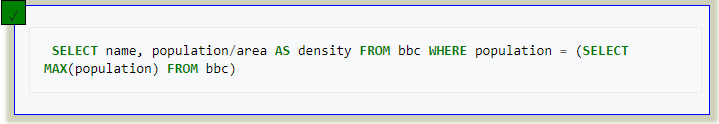 ✓
SELECT name, population/area AS density FROM bbc WHERE population = (SELECT
MAX(population) FROM bbc)